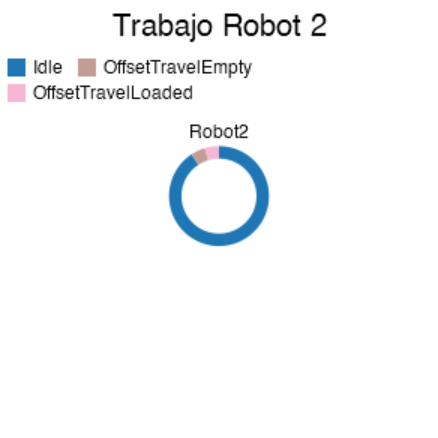 Trabajo Robot 2
Idle OffsetTravelEmpty
OffsetTravelLoaded
Robot2